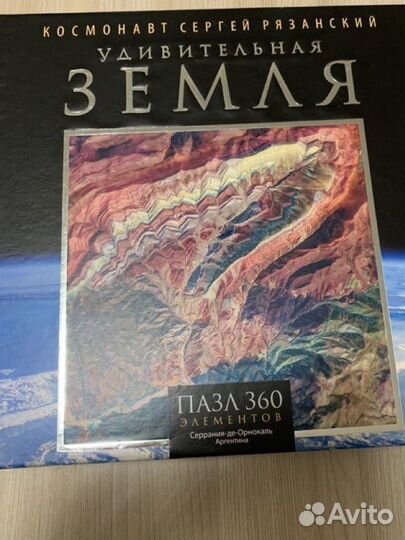 КОСМОНАВТ СЕРГЕЙ РЯЗАНСКИЙ
УДИВИТЕЛЬНАЯ
ЗЕМЛЯ
ПАЗЛ 360
ЭЛЕМЕНТОВ
Серрания-де-Орнокаль
Аргентина
Avito